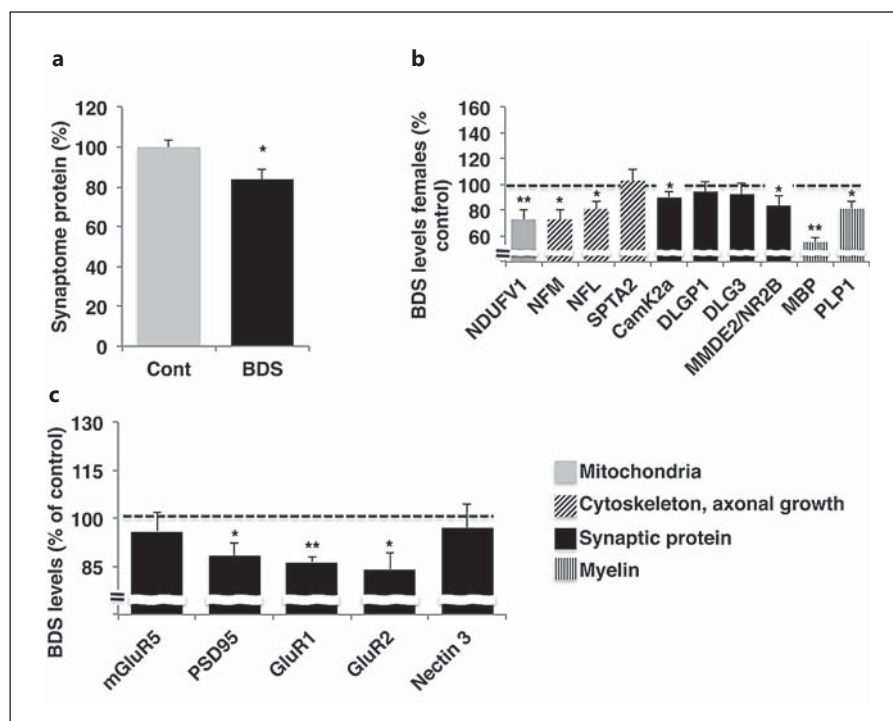 a
Synaptome protein (%)
120
100
80
60
40
20
0
*
Cont
BDS
b
BDS levels females (% control)
160
140
120
100
80
60
**
*
*
*
*
**
*
NDUFV1
NFM
NFL
SPTA2
CamK2a
DLGP1
DLG3
MMDE2/NR2B
MBP
PLP1
c
BDS levels (% of control)
130
115
100
85
*
**
*
mGluR5
PSD95
GluR1
GluR2
Nectin 3
Mitochondria
Cytoskeleton, axonal growth
Synaptic protein
Myelin